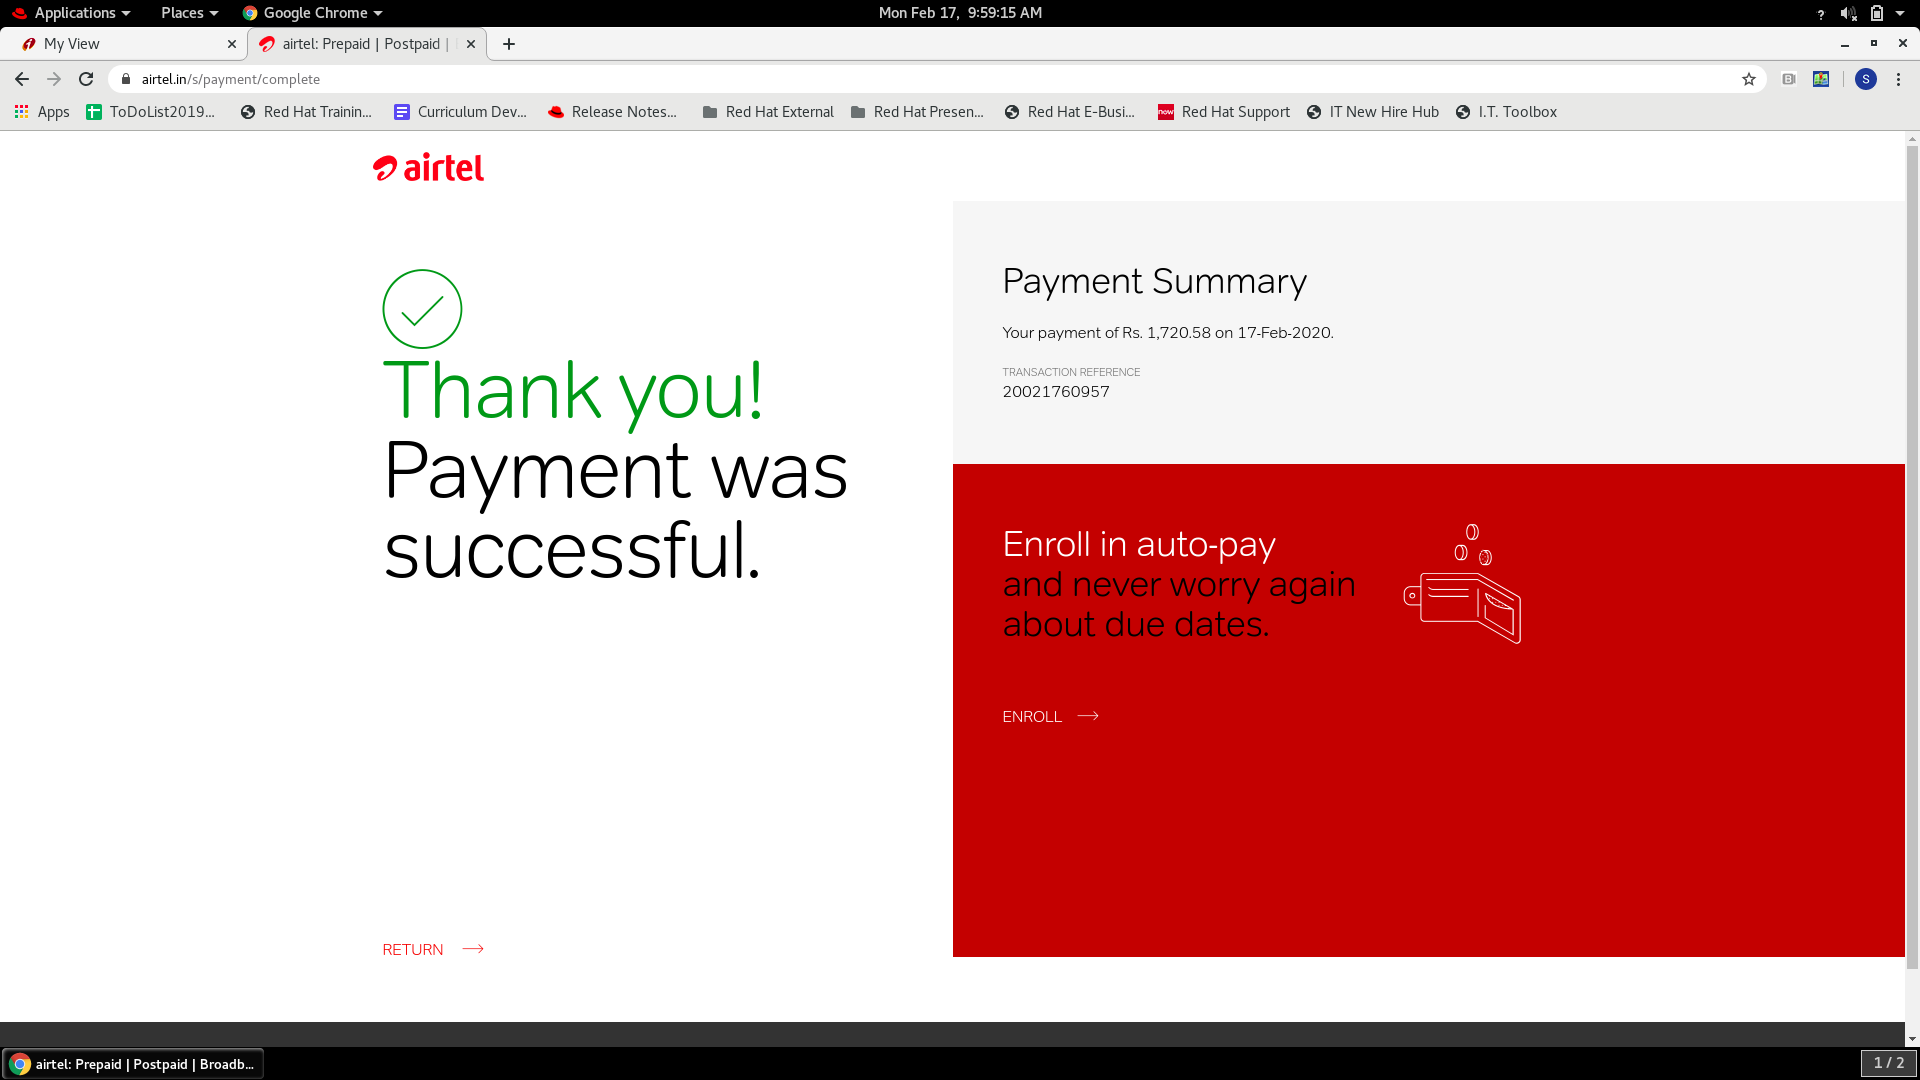 Applications
Places
Google Chrome
Mon Feb 17, 9:59:15 AM
My View
airtel: Prepaid | Postpaid |
airtel.in/s/payment/complete
S
Apps
ToDoList2019...
Red Hat Trainin...
Curriculum Dev...
Release Notes...
Red Hat External
Red Hat Presen...
Red Hat E-Busi...
now
Red Hat Support
IT New Hire Hub
I.T. Toolbox
airtel
Thank you!
Payment was
successful.
RETURN
Payment Summary
Your payment of Rs. 1,720.58 on 17-Feb-2020.
TRANSACTION REFERENCE
20021760957
Enroll in auto-pay
and never worry again
about due dates.
ENROLL
airtel: Prepaid | Postpaid | Broadb...
1 / 2